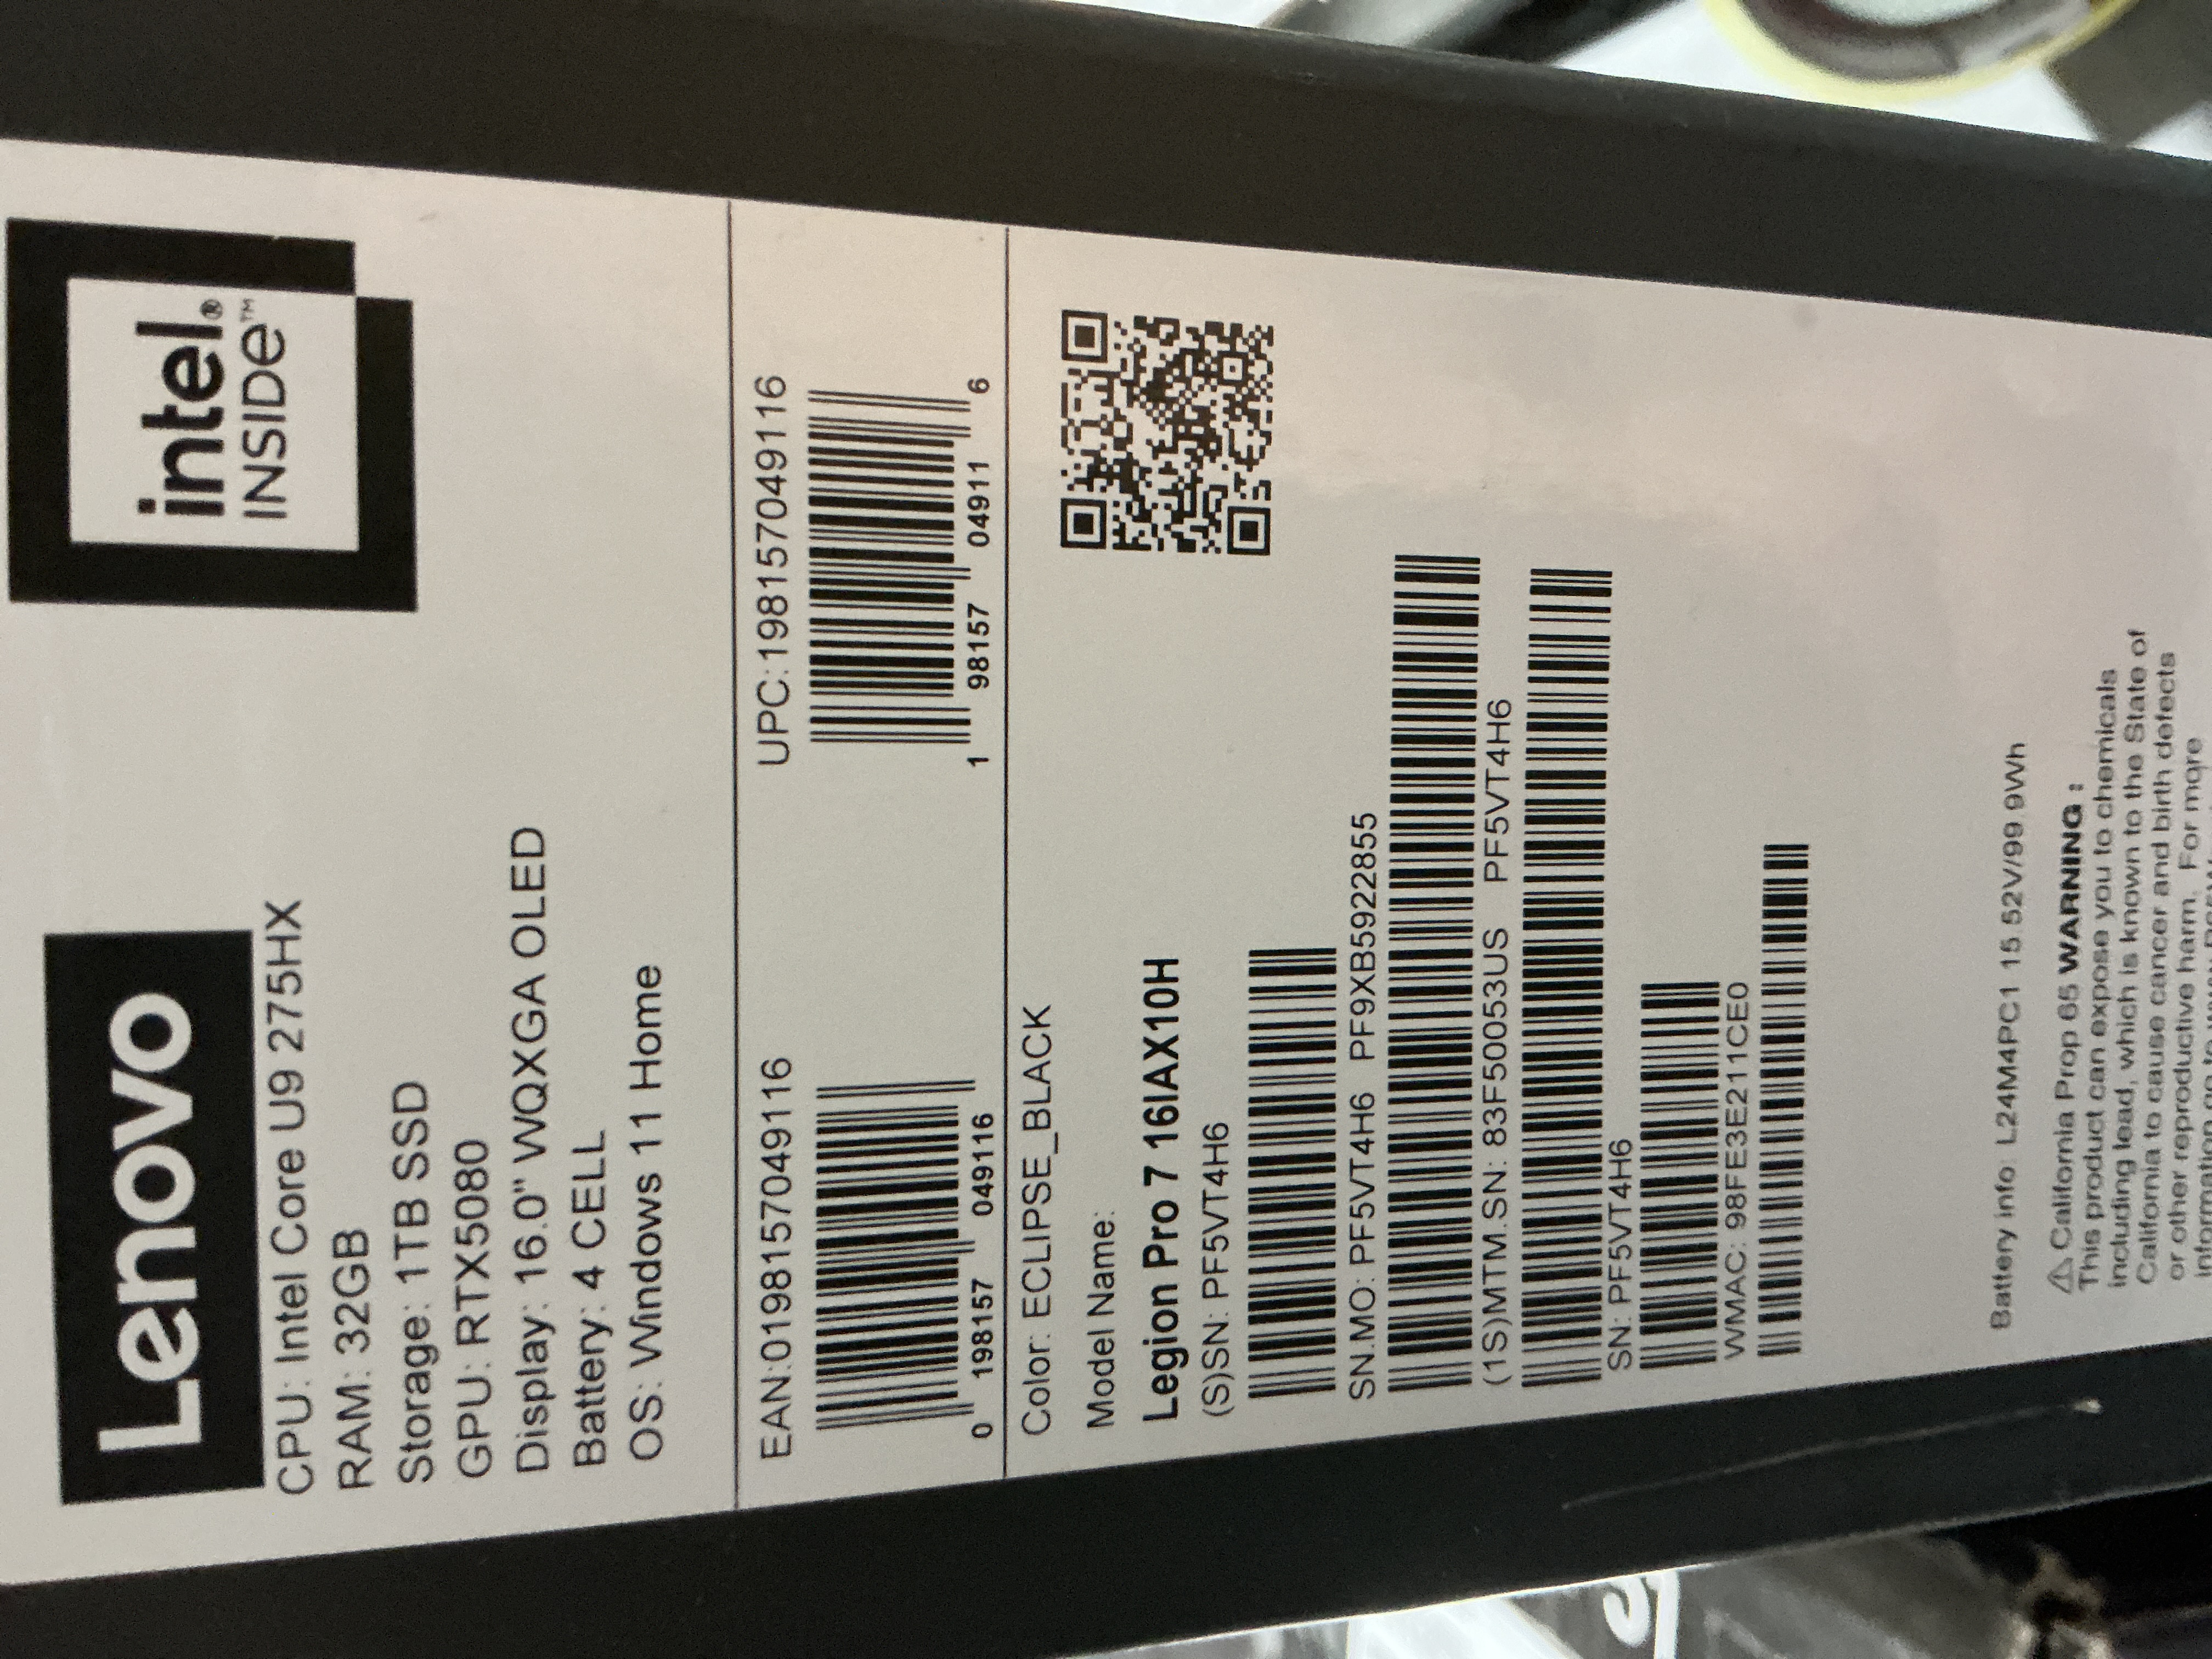 Lenovo
intel®
INSIDE™
CPU: Intel Core U9 275HX
RAM: 32GB
Storage: 1TB SSD
GPU: RTX5080
Display: 16.0" WQXGA OLED
Battery: 4 CELL
OS: Windows 11 Home
EAN:0198157049116
0 198157 049116
UPC:198157049116
1 98157 04911 6
Color: ECLIPSE_BLACK
Model Name:
Legion Pro 7 16IAX10H
(S)SN: PF5VT4H6
SN.MO: PF5VT4H6 PF9XB5922855
(1S)MTM.SN: 83F50053US PF5VT4H6
SN: PF5VT4H6
WMAC: 98FE3E211CE0
Battery info: L24M4PC1 15.52V/99.9Wh
⚠ California Prop 65 WARNING :
This product can expose you to chemicals
including lead, which is known to the State of
California to cause cancer and birth defects
or other reproductive harm. For more
information go to